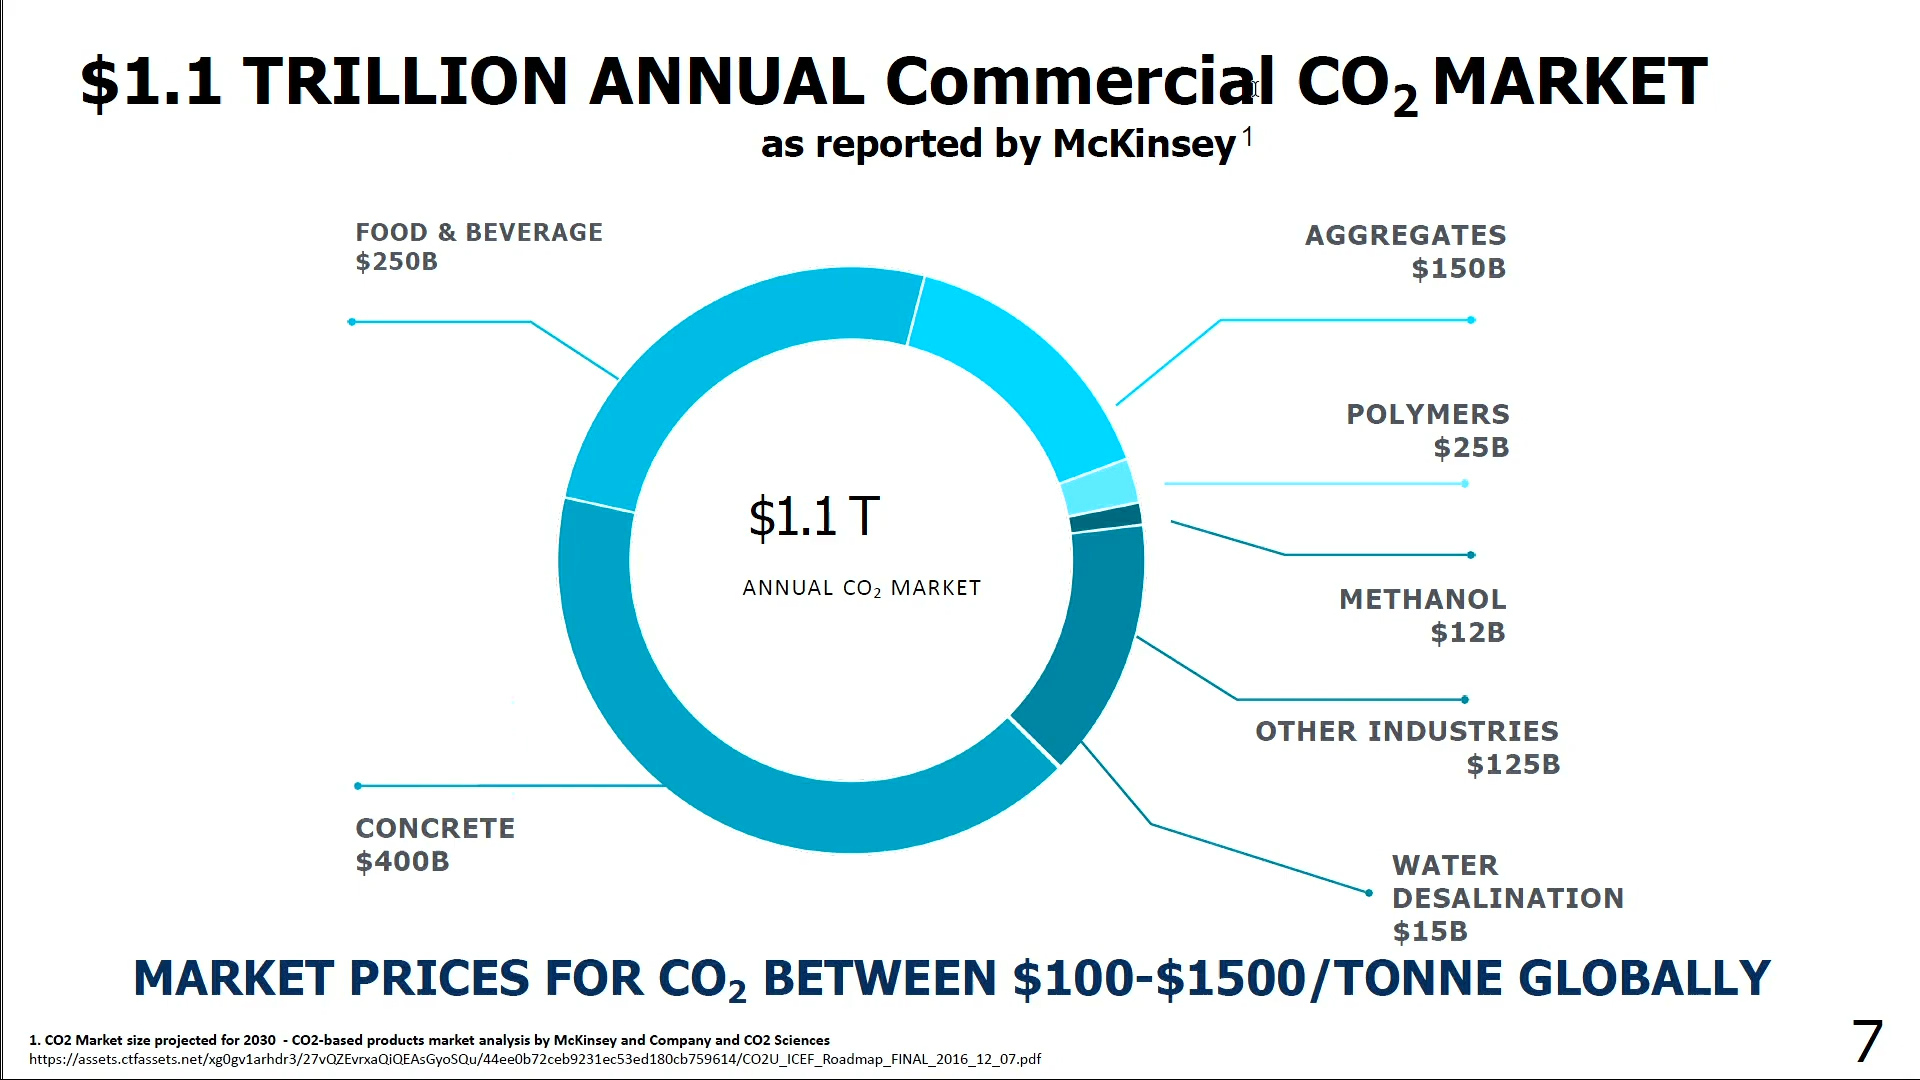 $1.1 TRILLION ANNUAL Commercial CO₂ MARKET
as reported by McKinsey¹
FOOD & BEVERAGE
$250B
AGGREGATES
$150B
POLYMERS
$25B
$1.1 T
ANNUAL CO₂ MARKET
METHANOL
$12B
OTHER INDUSTRIES
$125B
CONCRETE
$400B
WATER
DESALINATION
$15B
MARKET PRICES FOR CO₂ BETWEEN $100-$1500/TONNE GLOBALLY
1. CO2 Market size projected for 2030 - CO2-based products market analysis by McKinsey and Company and CO2 Sciences
https://assets.ctfassets.net/xg0gv1arhdr3/27vQZEvrxaQiQEAsGyoSQu/44ee0b72ceb9231ec53ed180cb759614/CO2U_ICEF_Roadmap_FINAL_2016_12_07.pdf
7